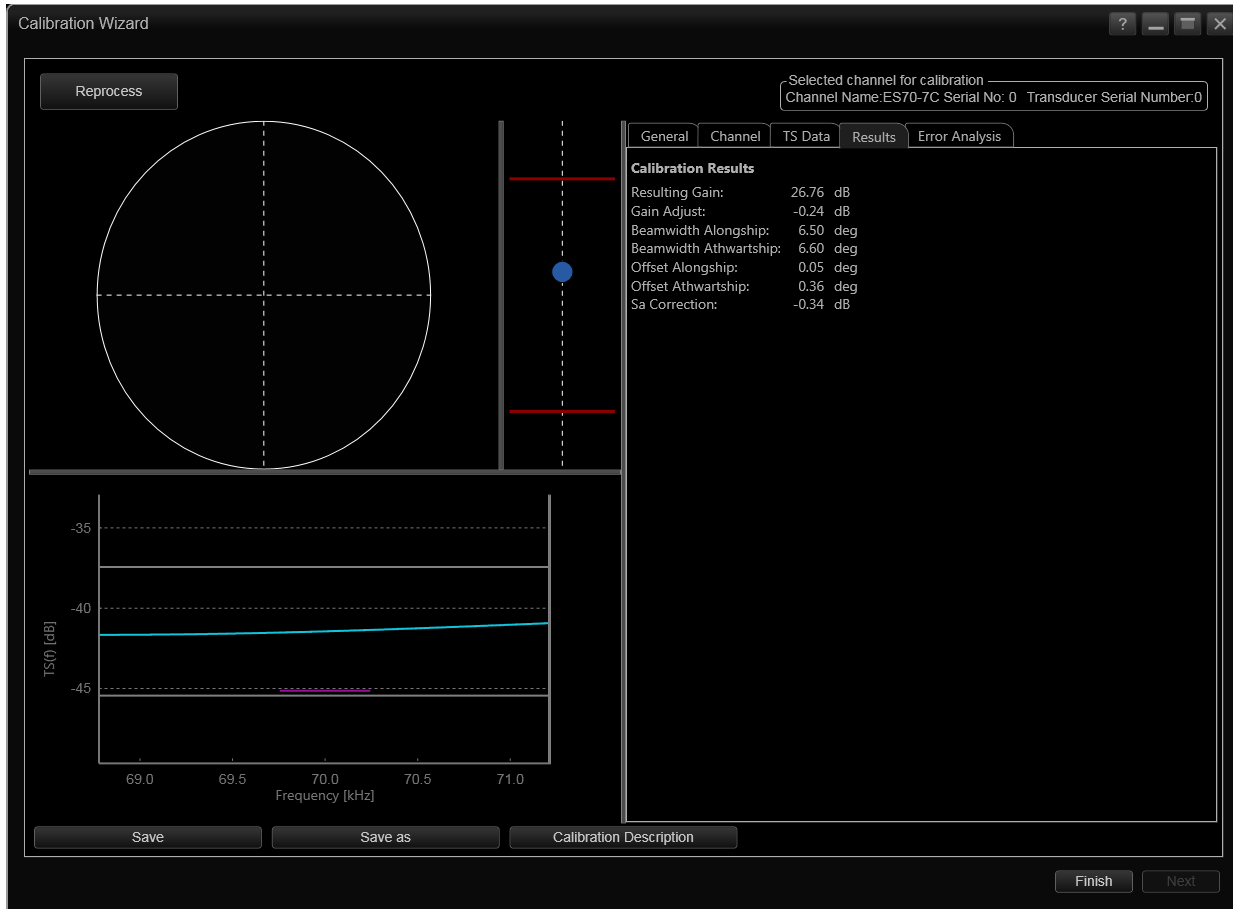 Calibration Wizard
?
Reprocess
Selected channel for calibration
Channel Name:ES70-7C Serial No: 0 Transducer Serial Number:0
General Channel TS Data Results Error Analysis
Calibration Results
Resulting Gain: 26.76 dB
Gain Adjust: -0.24 dB
Beamwidth Alongship: 6.50 deg
Beamwidth Athwartship: 6.60 deg
Offset Alongship: 0.05 deg
Offset Athwartship: 0.36 deg
Sa Correction: -0.34 dB
-35
-40
-45
TS(f) [dB]
69.0 69.5 70.0 70.5 71.0
Frequency [kHz]
Save Save as Calibration Description
Finish Next